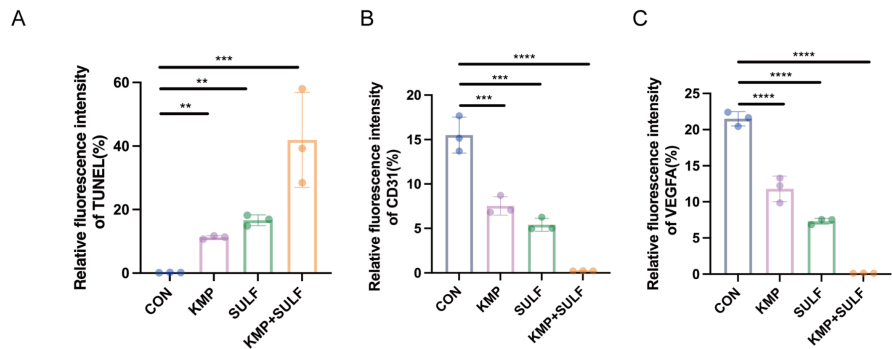 A
Relative fluorescence intensity
of TUNEL(%)
60
40
20
0
***
**
**
CON
KMP
SULF
KMP+SULF
B
Relative fluorescence intensity
of CD31(%)
20
15
10
5
0
****
***
***
CON
KMP
SULF
KMP+SULF
C
Relative fluorescence intensity
of VEGFA(%)
25
20
15
10
5
0
****
****
****
CON
KMP
SULF
KMP+SULF